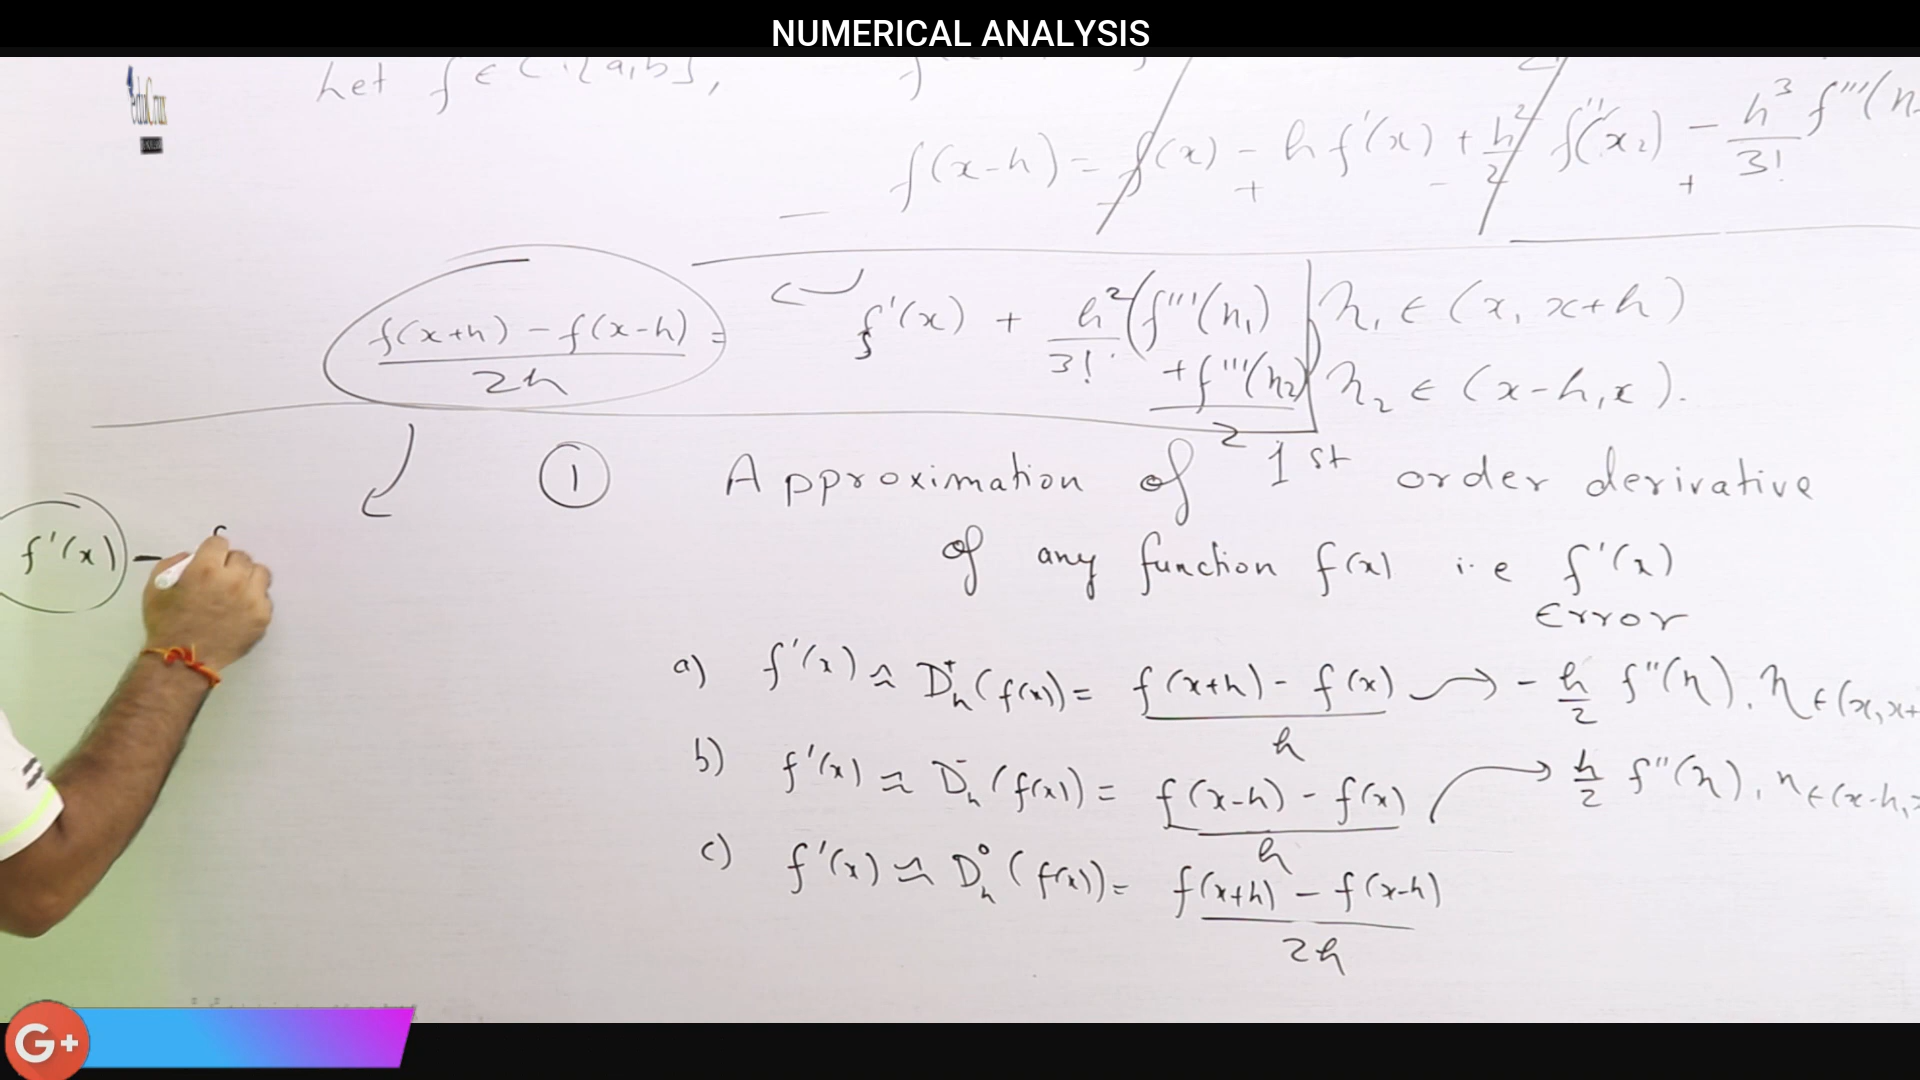 NUMERICAL ANALYSIS
Let f ∈ C [a,b],
f(x-h) = f(x) - h f'(x) + h²/2 f''(x₂) - h³/3! f'''(η
- + - +
(f(x+h) - f(x-h))/2h = f'(x) + h²/3! (f'''(η₁) + f'''(η₂))/2
η₁ ∈ (x, x+h)
η₂ ∈ (x-h, x).
① Approximation of 1st order derivative
of any function f(x) i.e f'(x)
Error
f'(x) -
a) f'(x) ≈ D⁺ₕ(f(x)) = (f(x+h) - f(x))/h → - h/2 f''(η), η ∈ (x, x+
b) f'(x) ≈ D⁻ₕ(f(x)) = (f(x-h) - f(x))/h → h/2 f''(η), η ∈ (x-h,
c) f'(x) ≈ D⁰ₕ(f(x)) = (f(x+h) - f(x-h))/2h
G+